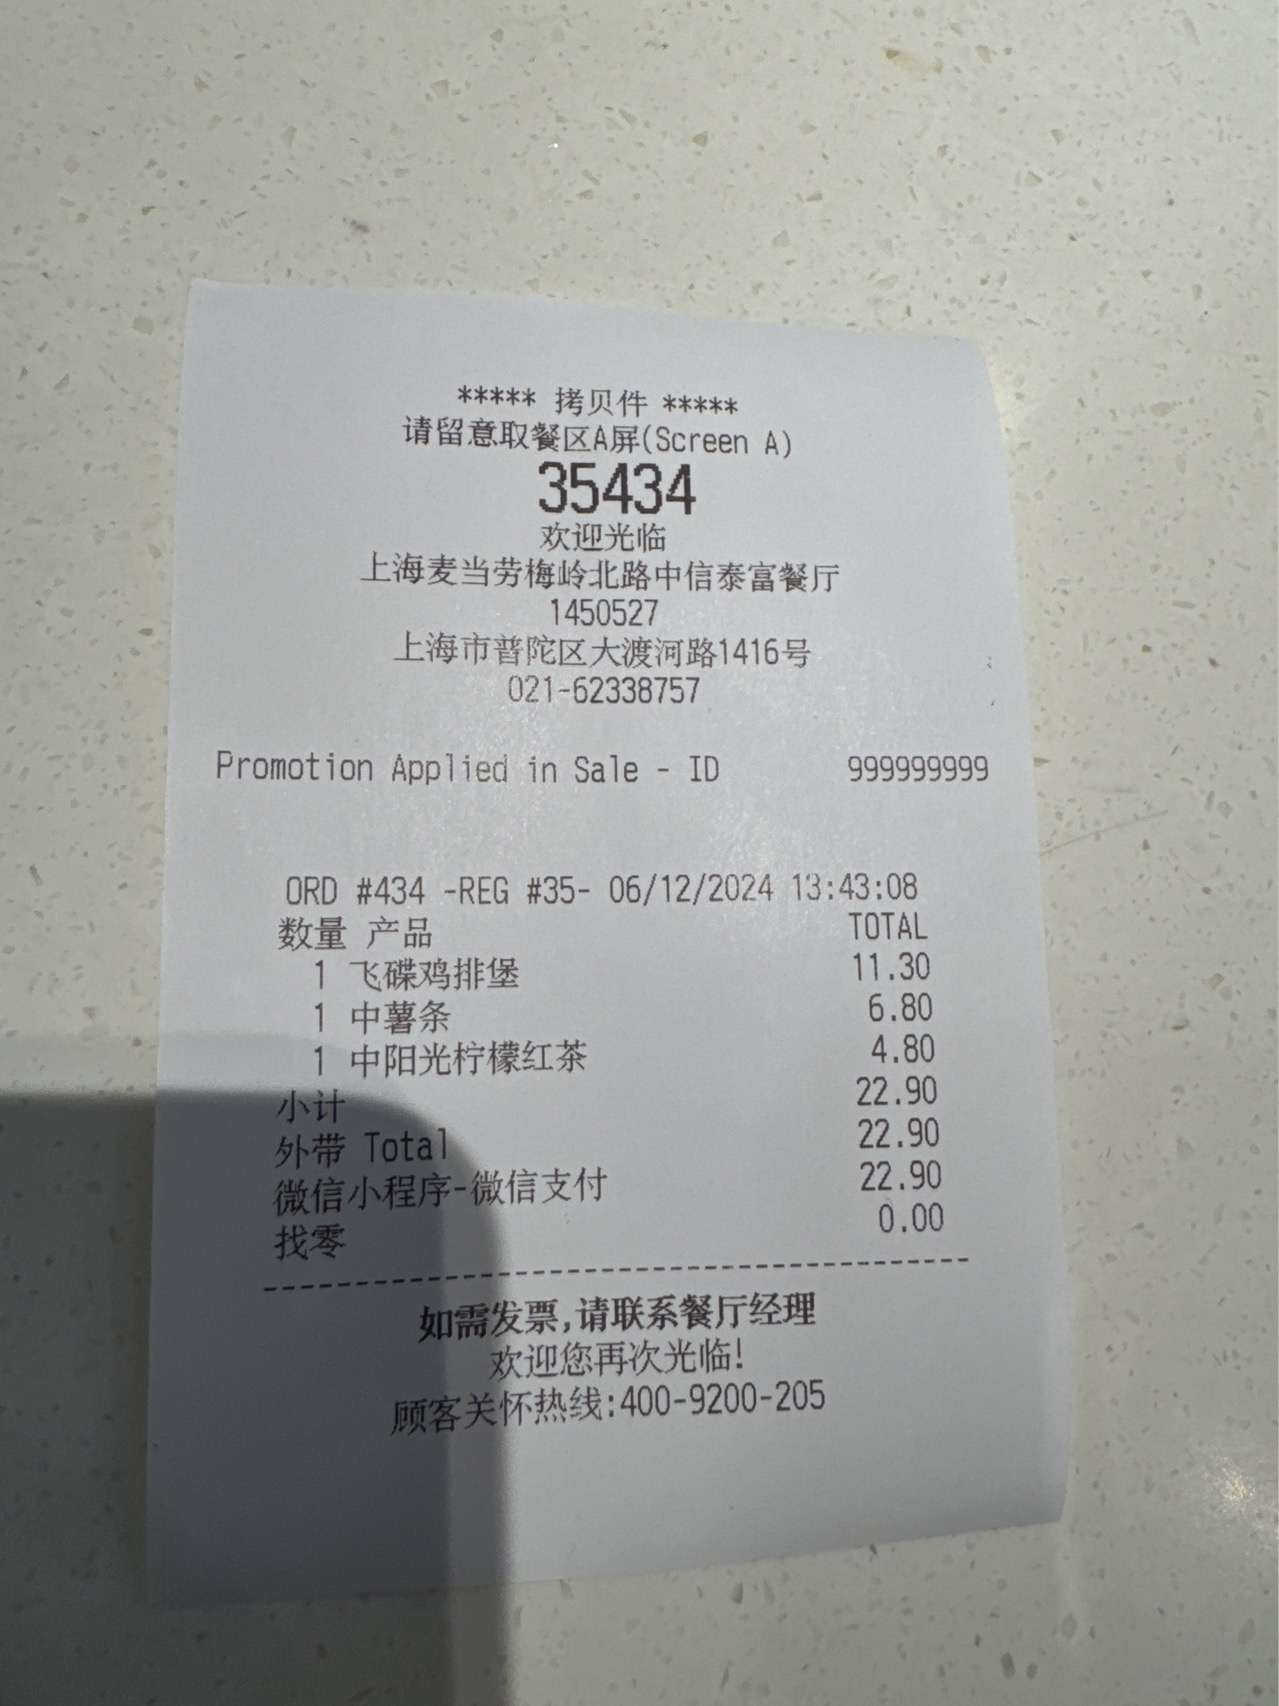 ***** 拷贝件 *****
请留意取餐区A屏(Screen A)
35434
欢迎光临
上海麦当劳梅岭北路中信泰富餐厅
1450527
上海市普陀区大渡河路1416号
021-62338757
Promotion Applied in Sale - ID 999999999
ORD #434 -REG #35- 06/12/2024 13:43:08
数量 产品 TOTAL
1 飞碟鸡排堡 11.30
1 中薯条 6.80
1 中阳光柠檬红茶 4.80
小计 22.90
外带 Total 22.90
微信小程序-微信支付 22.90
找零 0.00
--------------------------------------------
如需发票,请联系餐厅经理
欢迎您再次光临!
顾客关怀热线:400-9200-205